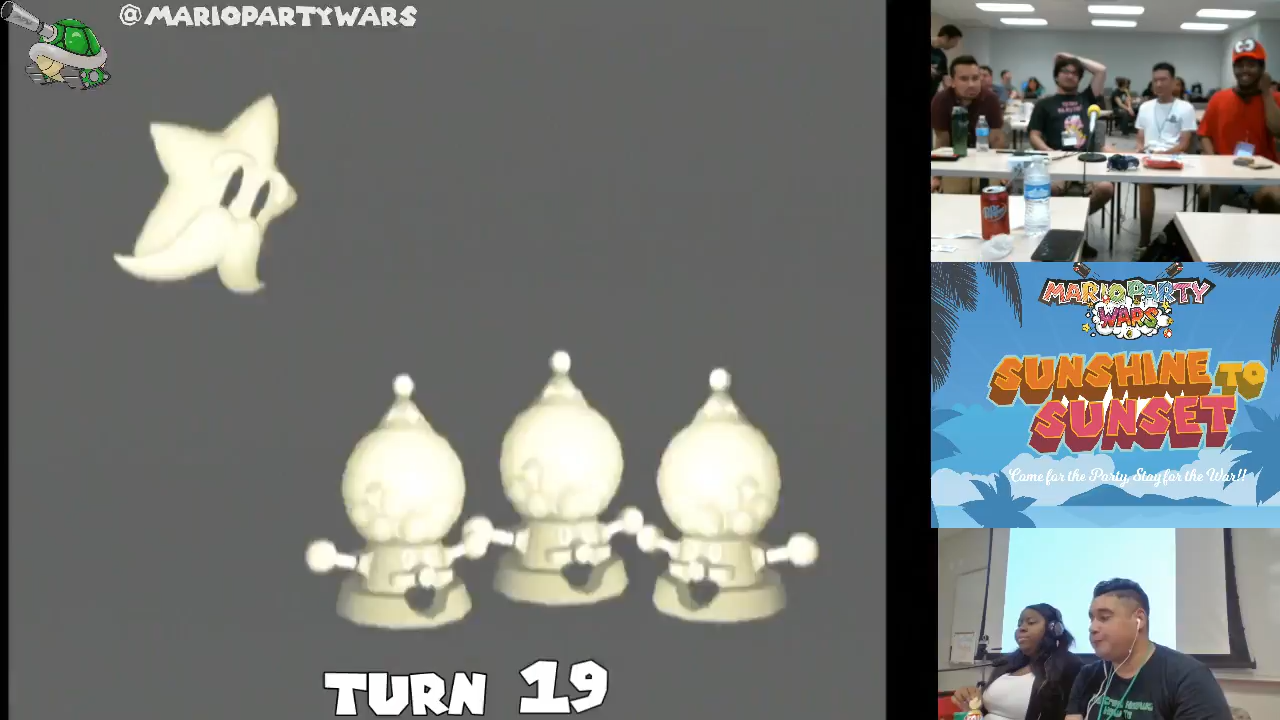 @MARIOPARTYWARS
TURN 19
MARIO PARTY
WARS
SUNSHINE TO
SUNSET
Come for the Party, Stay for the War!!